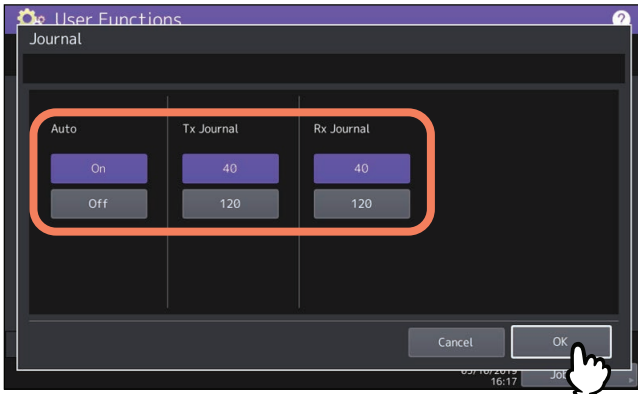 User Functions ?
Journal
Auto Tx Journal Rx Journal
On 40 40
Off 120 120
Cancel OK
16:17